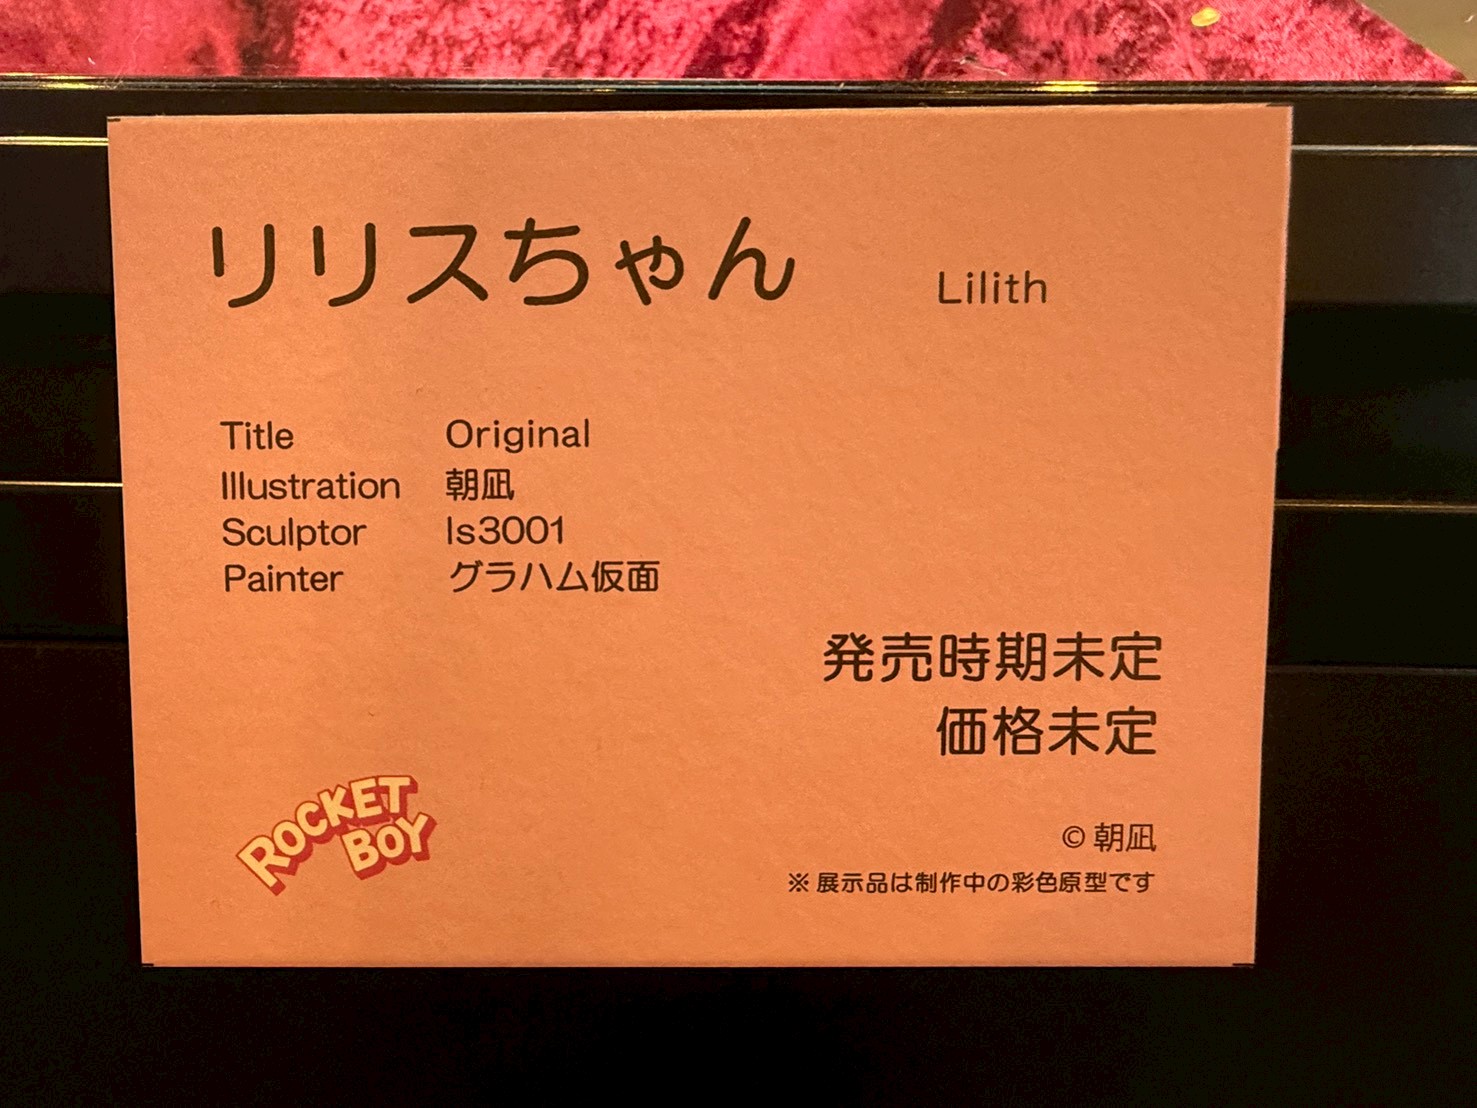 リリスちゃん Lilith
Title Original
Illustration 朝凪
Sculptor ls3001
Painter グラハム仮面
発売時期未定
価格未定
ROCKET
BOY
© 朝凪
※展示品は制作中の彩色原型です